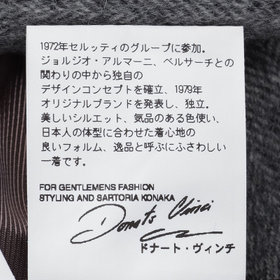 1972年セルッティのグループに参加。
ジョルジオ・アルマーニ、ベルサーチとの
関わりの中から独自の
デザインコンセプトを確立、1979年
オリジナルブランドを発表し、独立。
美しいシルエット、気品のある色使い、
日本人の体型に合わせた着心地の
良いフォルム、逸品と呼びにふさわしい
一着です。
FOR GENTLEMENS FASHION
STYLING AND SARTORIA KONAKA
Donato Vinci
ドナート・ヴィンチ